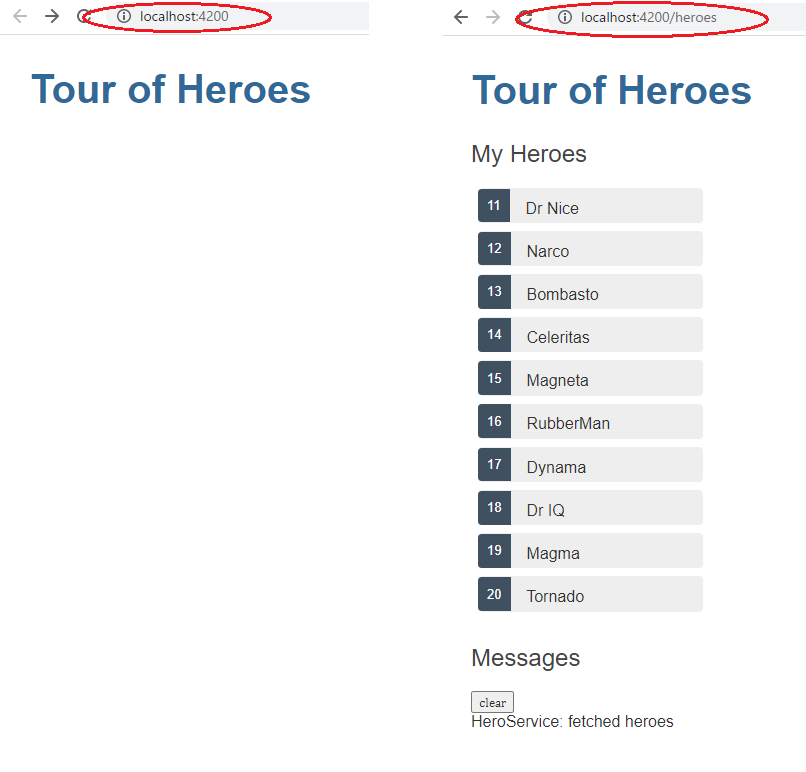 localhost:4200
Tour of Heroes
localhost:4200/heroes
Tour of Heroes
My Heroes
11 Dr Nice
12 Narco
13 Bombasto
14 Celeritas
15 Magneta
16 RubberMan
17 Dynama
18 Dr IQ
19 Magma
20 Tornado
Messages
clear
HeroService: fetched heroes